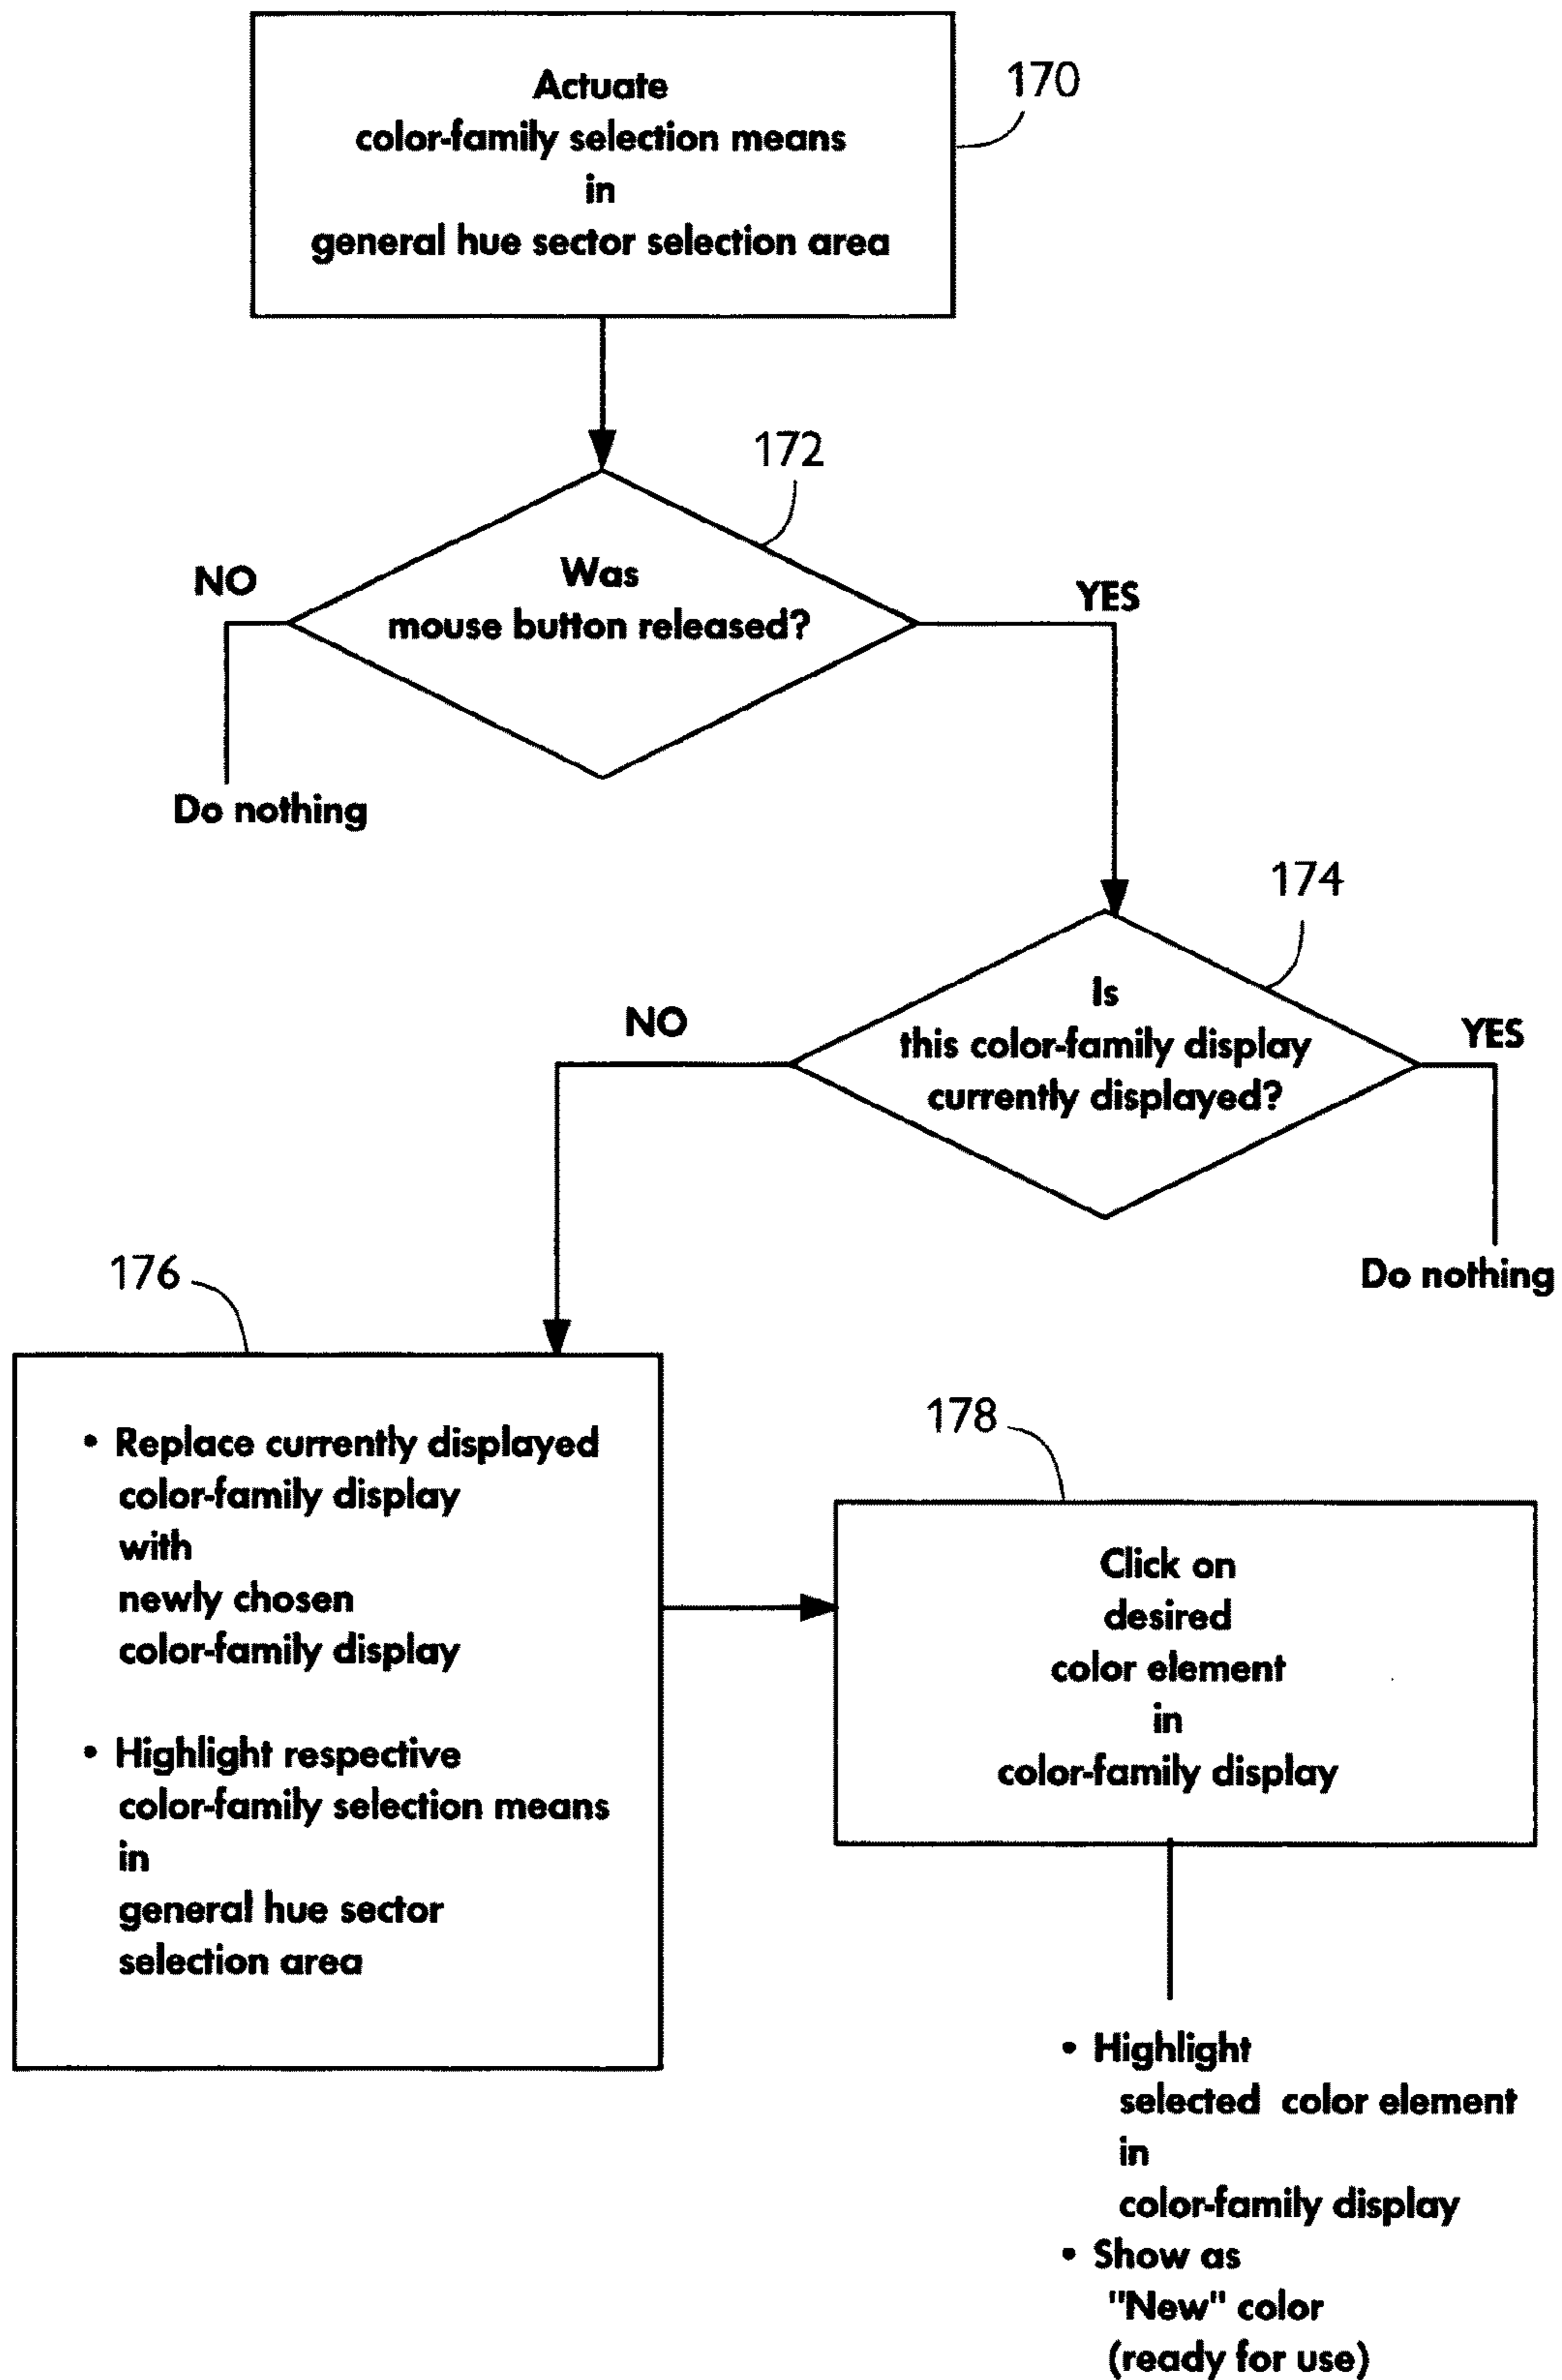 Actuate
color-family selection means
in
general hue sector selection area
170
172
Was
mouse button released?
NO
YES
Do nothing
174
Is
this color-family display
currently displayed?
NO
YES
Do nothing
176
• Replace currently displayed
color-family display
with
newly chosen
color-family display
• Highlight respective
color-family selection means
in
general hue sector
selection area
178
Click on
desired
color element
in
color-family display
• Highlight
selected color element
in
color-family display
• Show as
"New" color
(ready for use)